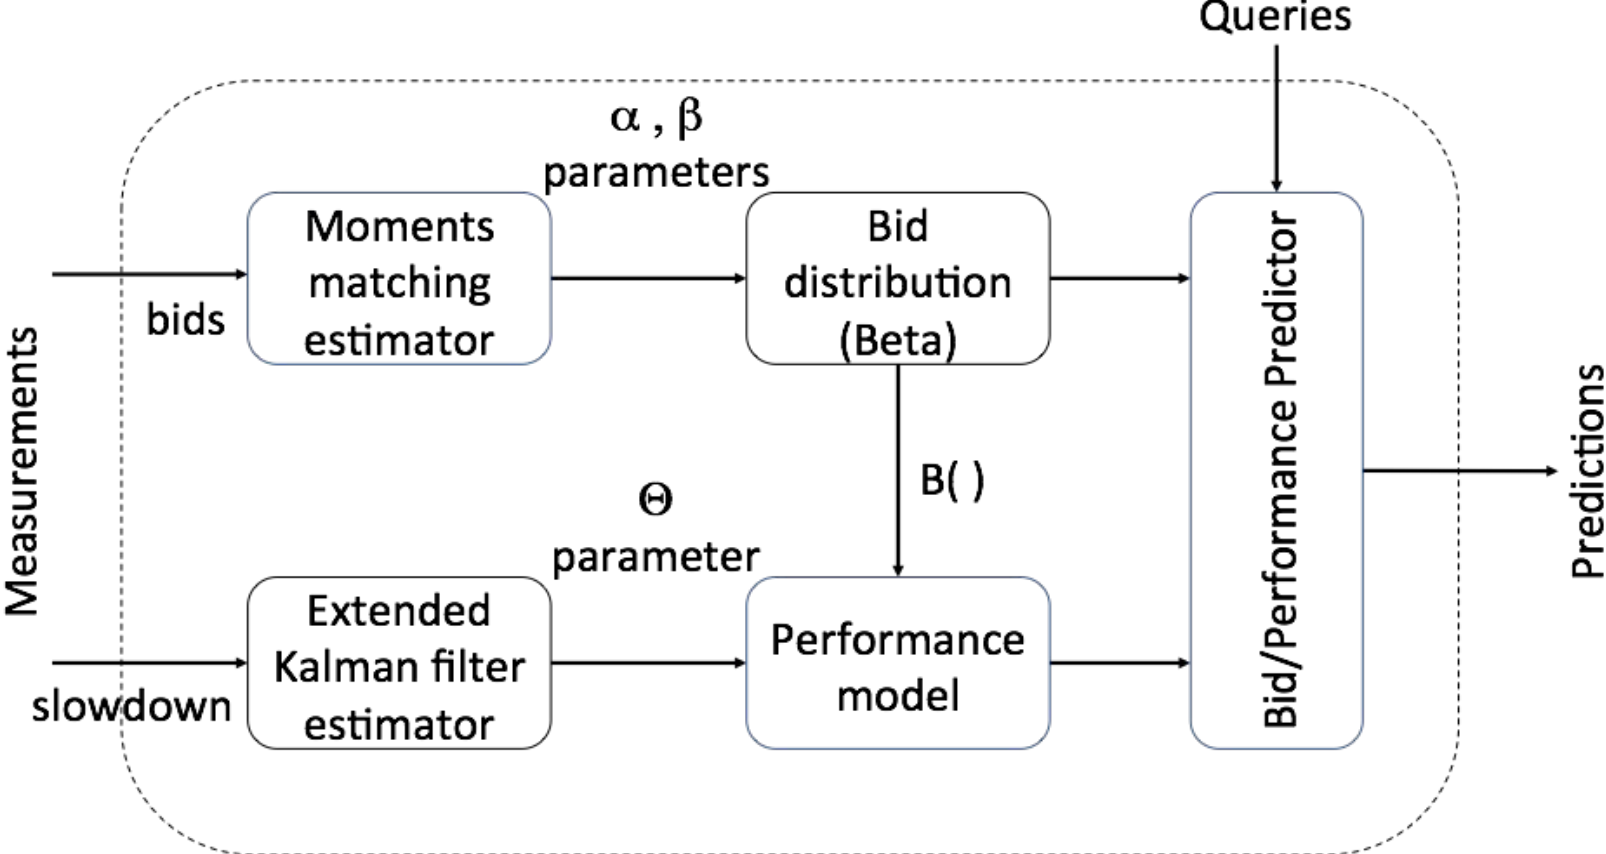 Queries
α , β
parameters
Moments
matching
estimator
Bid
distribution
(Beta)
bids
Measurements
Bid/Performance Predictor
Predictions
B( )
Θ
parameter
Extended
Kalman filter
estimator
Performance
model
slowdown